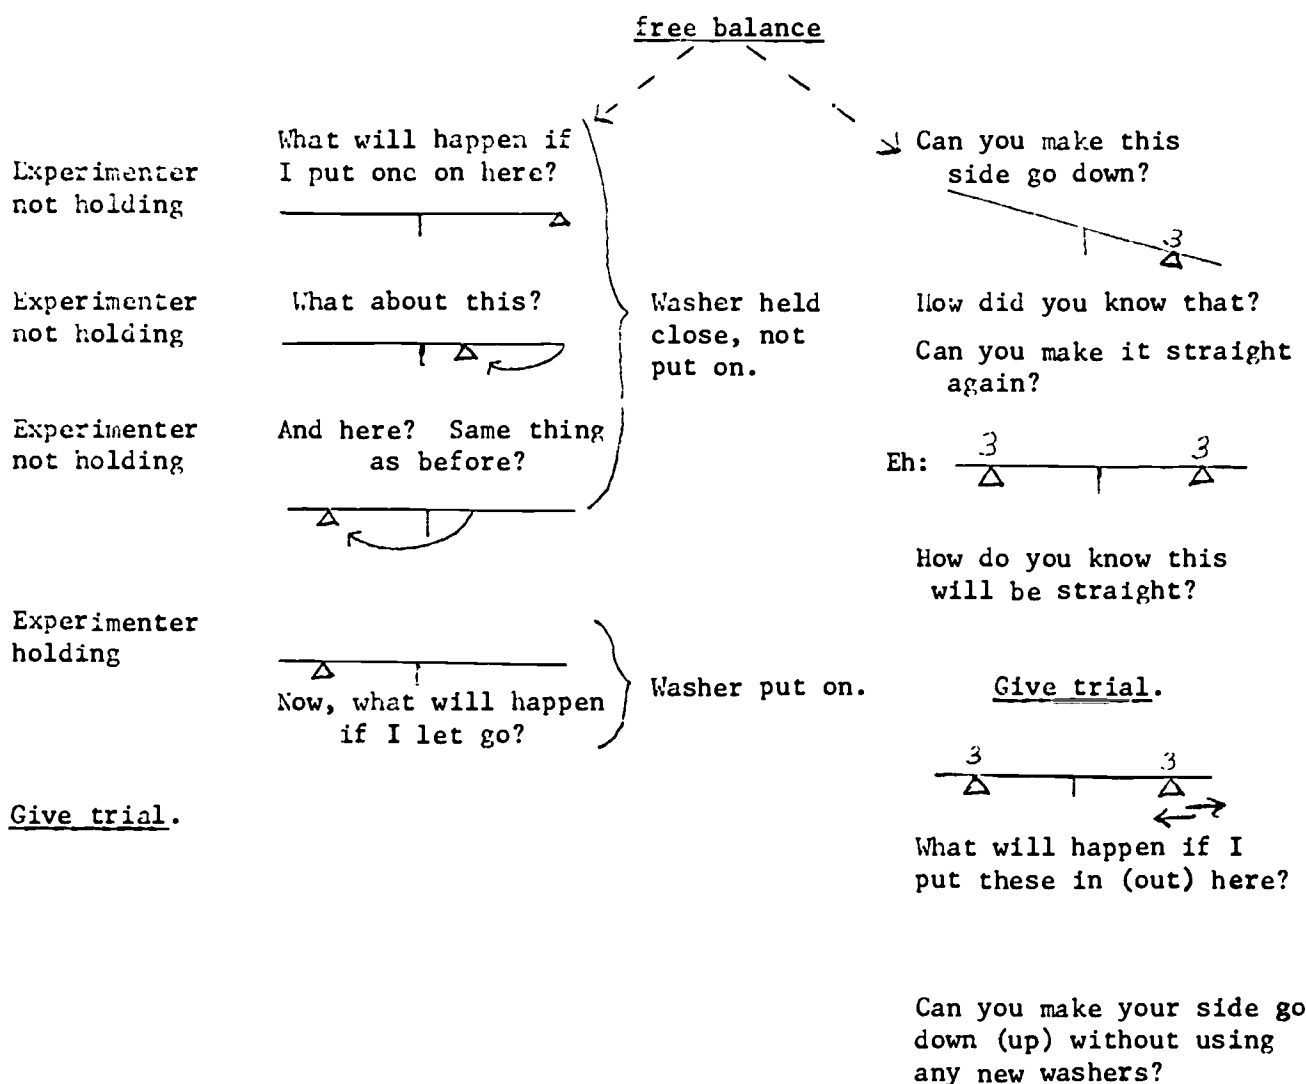 free balance
Experimenter
not holding
What will happen if
I put one on here?
Experimenter
not holding
What about this?
Experimenter
not holding
And here? Same thing
as before?
Washer held
close, not
put on.
Experimenter
holding
Now, what will happen
if I let go?
Washer put on.
Give trial.
Can you make this
side go down?
3
How did you know that?
Can you make it straight
again?
Eh:
3 3
How do you know this
will be straight?
Give trial.
3 3
What will happen if I
put these in (out) here?
Can you make your side go
down (up) without using
any new washers?